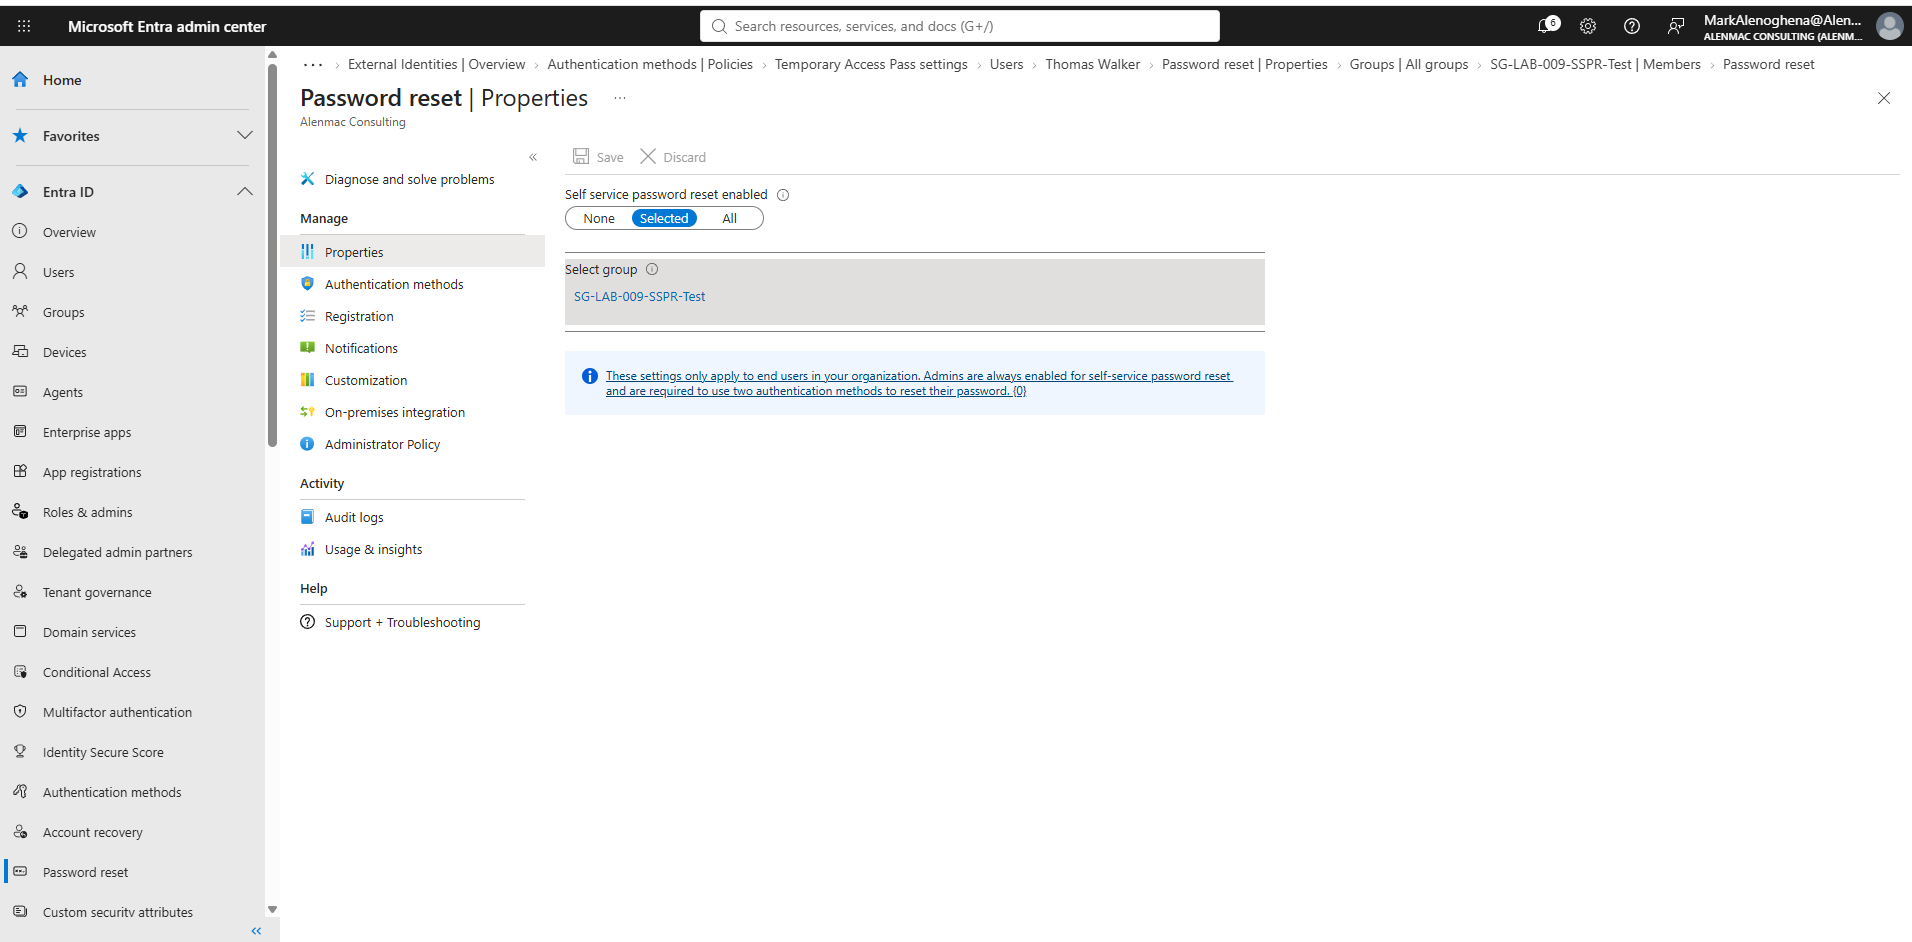 Microsoft Entra admin center
Search resources, services, and docs (G+/)
6
MarkAlenoghena@Alen...
ALENMAC CONSULTING (ALENM...
Home
Favorites
Entra ID
Overview
Users
Groups
Devices
Agents
Enterprise apps
App registrations
Roles & admins
Delegated admin partners
Tenant governance
Domain services
Conditional Access
Multifactor authentication
Identity Secure Score
Authentication methods
Account recovery
Password reset
Custom security attributes
··· > External Identities | Overview > Authentication methods | Policies > Temporary Access Pass settings > Users > Thomas Walker > Password reset | Properties > Groups | All groups > SG-LAB-009-SSPR-Test | Members > Password reset
Password reset | Properties ···
Alenmac Consulting
Diagnose and solve problems
Manage
Properties
Authentication methods
Registration
Notifications
Customization
On-premises integration
Administrator Policy
Activity
Audit logs
Usage & insights
Help
Support + Troubleshooting
Save Discard
Self service password reset enabled
None Selected All
Select group
SG-LAB-009-SSPR-Test
These settings only apply to end users in your organization. Admins are always enabled for self-service password reset
and are required to use two authentication methods to reset their password. {0}